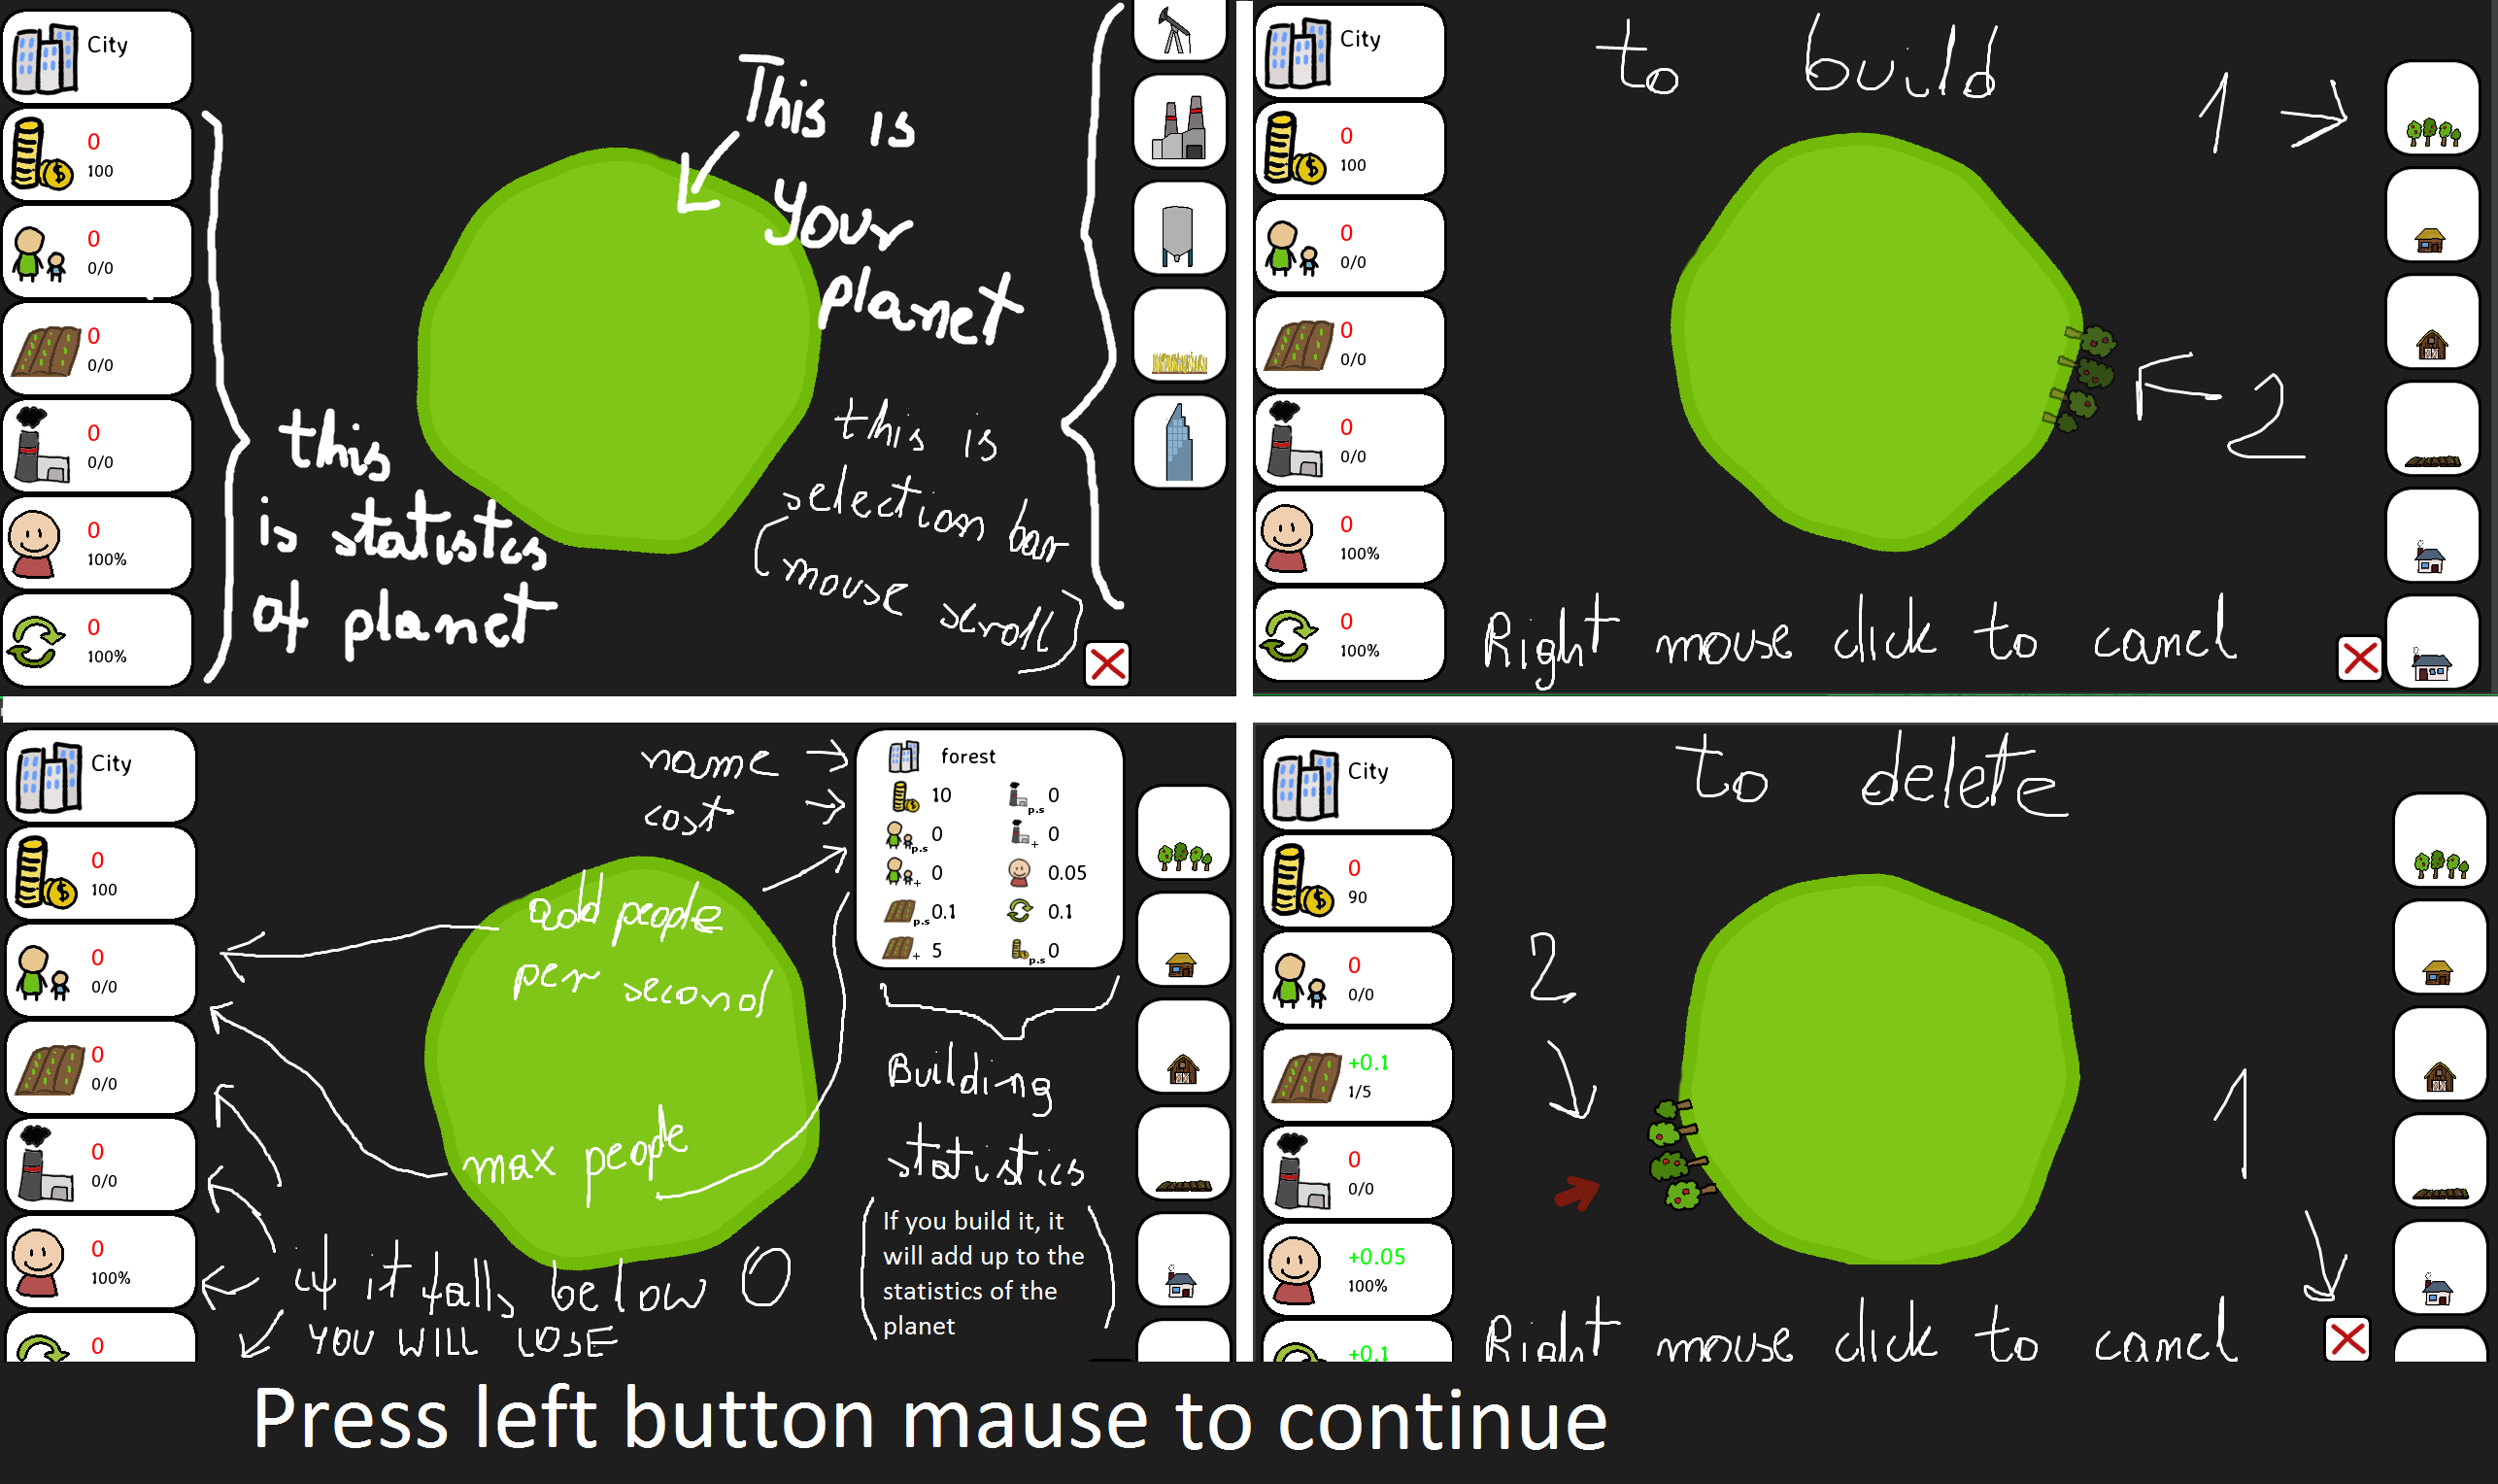 City
0
100
0
0/0
0
0/0
0
0/0
0
100%
0
100%
This is
your
planet
this
is statistcs
of planet
this is
selection bar
(mouse scroll)
City
0
100
0
0/0
0
0/0
0
0/0
0
100%
0
100%
to build
1
2
Right mouse click to cancel
City
0
100
0
0/0
0
0/0
0
0/0
0
100%
0
name
cost
add people
per second
max people
if it falls below 0
YOU WILL LOSE
forest
10
p.s 0
p.s 0
+ 0
+ 0
0.05
p.s 0.1
0.1
+ 5
p.s 0
Building
statistics
(If you build it, it
will add up to the
statistics of the
planet)
City
0
90
0
0/0
+0.1
1/5
0
0/0
+0.05
100%
+0.1
to delete
2
1
Right mouse click to cancel
Press left button mause to continue